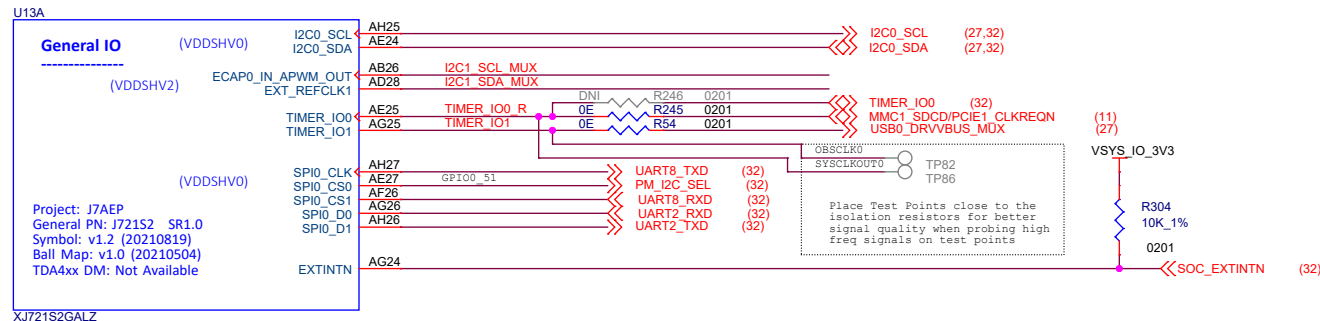 U13A
General IO
---------------
(VDDSHV0)
(VDDSHV2)
(VDDSHV0)
I2C0_SCL AH25 I2C0_SCL (27,32)
I2C0_SDA AE24 I2C0_SDA (27,32)
ECAP0_IN_APWM_OUT AB26 I2C1_SCL_MUX
EXT_REFCLK1 AD28 I2C1_SDA_MUX
DNI R246 0201 TIMER_IO0 (32)
TIMER_IO0 AE25 TIMER_IO0_R 0E R245 0201 MMC1_SDCD/PCIE1_CLKREQN (11)
TIMER_IO1 AG25 TIMER_IO1 0E R54 0201 USB0_DRVVBUS_MUX (27)
OBSCLK0 TP82
SYSCLKOUT0 TP86
VSYS_IO_3V3
SPI0_CLK AH27 UART8_TXD (32)
SPI0_CS0 AE27 GPIO0_51 PM_I2C_SEL (32)
SPI0_CS1 AF26 UART8_RXD (32)
SPI0_D0 AG26 UART2_RXD (32)
SPI0_D1 AH26 UART2_TXD (32)
Place Test Points close to the
isolation resistors for better
signal quality when probing high
freq signals on test points
R304
10K_1%
0201
Project: J7AEP
General PN: J721S2 SR1.0
Symbol: v1.2 (20210819)
Ball Map: v1.0 (20210504)
TDA4xx DM: Not Available
EXTINTN AG24 SOC_EXTINTN (32)
XJ721S2GALZ